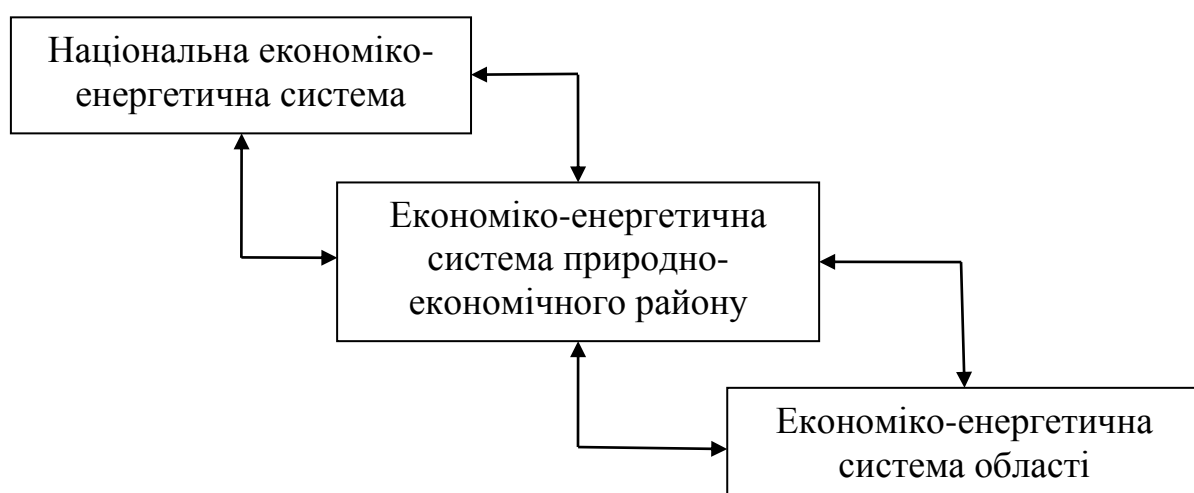 Національна економіко-
енергетична система
Економіко-енергетична
система природно-
економічного району
Економіко-енергетична
система області